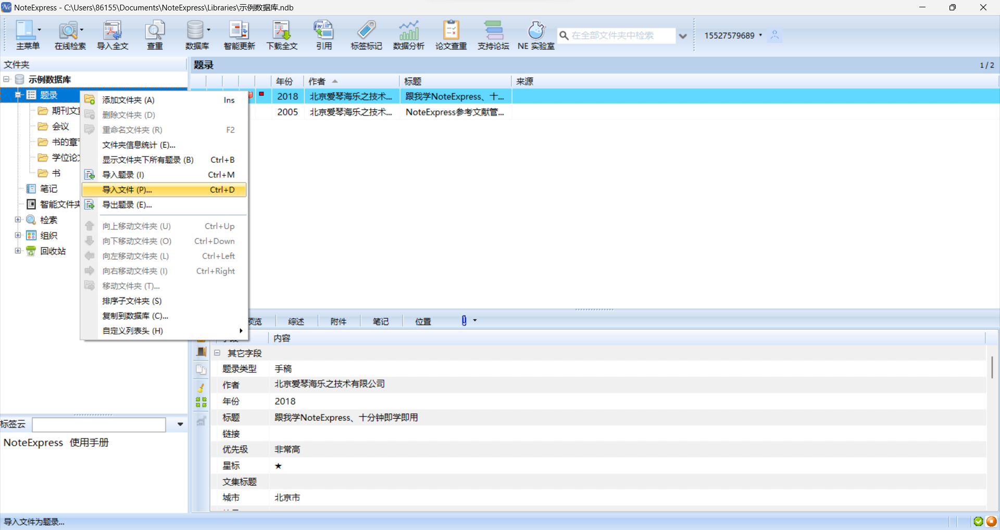 NoteExpress - C:\Users\86155\Documents\NoteExpress\Libraries\示例数据库.ndb
主菜单 在线检索 导入全文 查重 数据库 智能更新 下载全文 引用 标签标记 数据分析 论文查重 支持论坛 NE 实验室 在全部文件夹中检索 15527579689
文件夹
题录 1 / 2
示例数据库
年份 作者 标题 来源
题录
2018 北京爱琴海乐之技术... 跟我学NoteExpress、十...
2005 北京爱琴海乐之技术... NoteExpress参考文献管...
期刊文
会议
书的章
学位论
书
笔记
智能文件夹
检索
组织
回收站
添加文件夹 (A) Ins
删除文件夹 (D)
重命名文件夹 (R) F2
文件夹信息统计 (E)...
显示文件夹下所有题录 (B) Ctrl+B
导入题录 (I) Ctrl+M
导入文件 (P)... Ctrl+D
导出题录 (E)...
向上移动文件夹 (U) Ctrl+Up
向下移动文件夹 (O) Ctrl+Down
向左移动文件夹 (L) Ctrl+Left
向右移动文件夹 (I) Ctrl+Right
移动文件夹 (T)...
排序子文件夹 (S)
复制到数据库 (C)...
自定义列表头 (H)
预览 综述 附件 笔记 位置
内容
其它字段
题录类型 手稿
作者 北京爱琴海乐之技术有限公司
年份 2018
标题 跟我学NoteExpress、十分钟即学即用
链接
优先级 非常高
星标 ★
文集标题
城市 北京市
标签云
NoteExpress 使用手册
导入文件为题录...